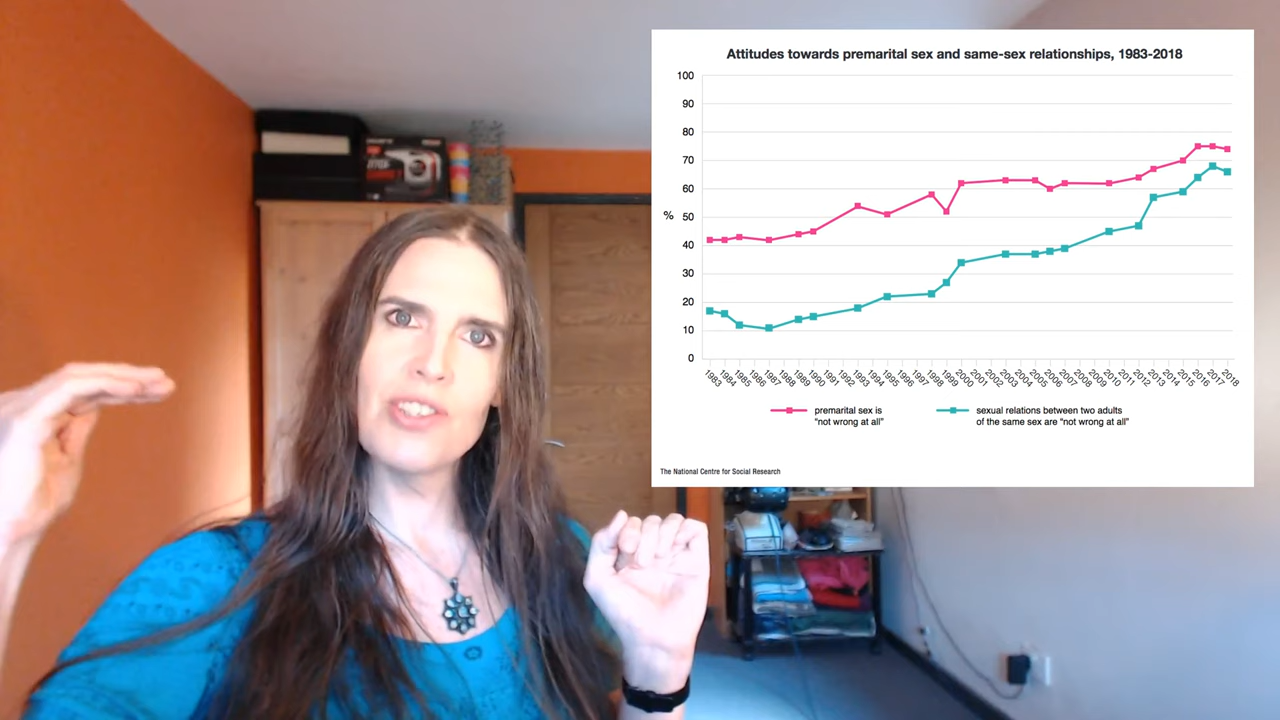 Attitudes towards premarital sex and same-sex relationships, 1983-2018
100
90
80
70
60
50
%
40
30
20
10
0
1983 1984 1985 1986 1987 1988 1989 1990 1991 1992 1993 1994 1995 1996 1997 1998 1999 2000 2001 2002 2003 2004 2005 2006 2007 2008 2009 2010 2011 2012 2013 2014 2015 2016 2017 2018
premarital sex is
“not wrong at all”
sexual relations between two adults
of the same sex are “not wrong at all”
The National Centre for Social Research